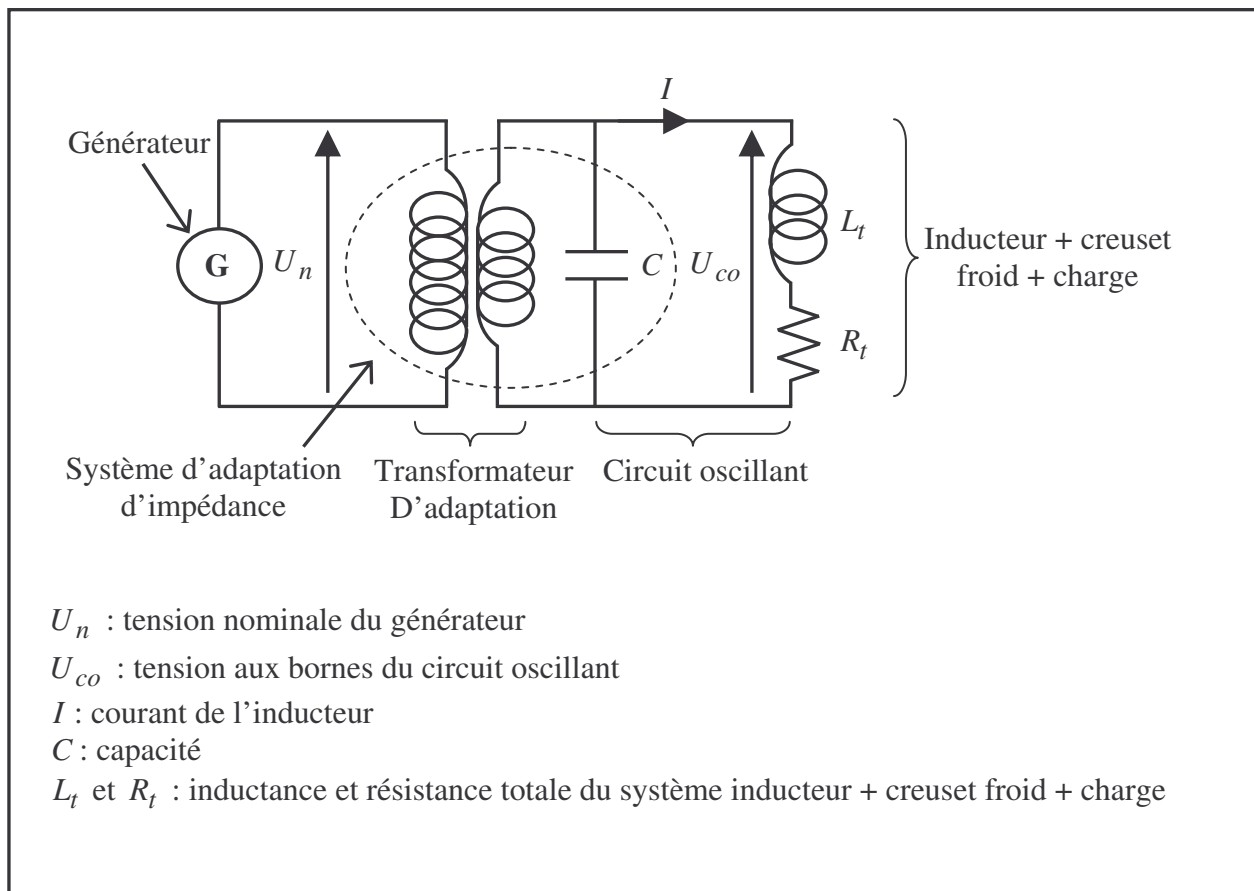 I
Générateur
G
U_n
C
U_co
L_t
R_t
Inducteur + creuset
froid + charge
Système d'adaptation
d'impédance
Transformateur
D'adaptation
Circuit oscillant
U_n : tension nominale du générateur
U_co : tension aux bornes du circuit oscillant
I : courant de l'inducteur
C : capacité
L_t et R_t : inductance et résistance totale du système inducteur + creuset froid + charge